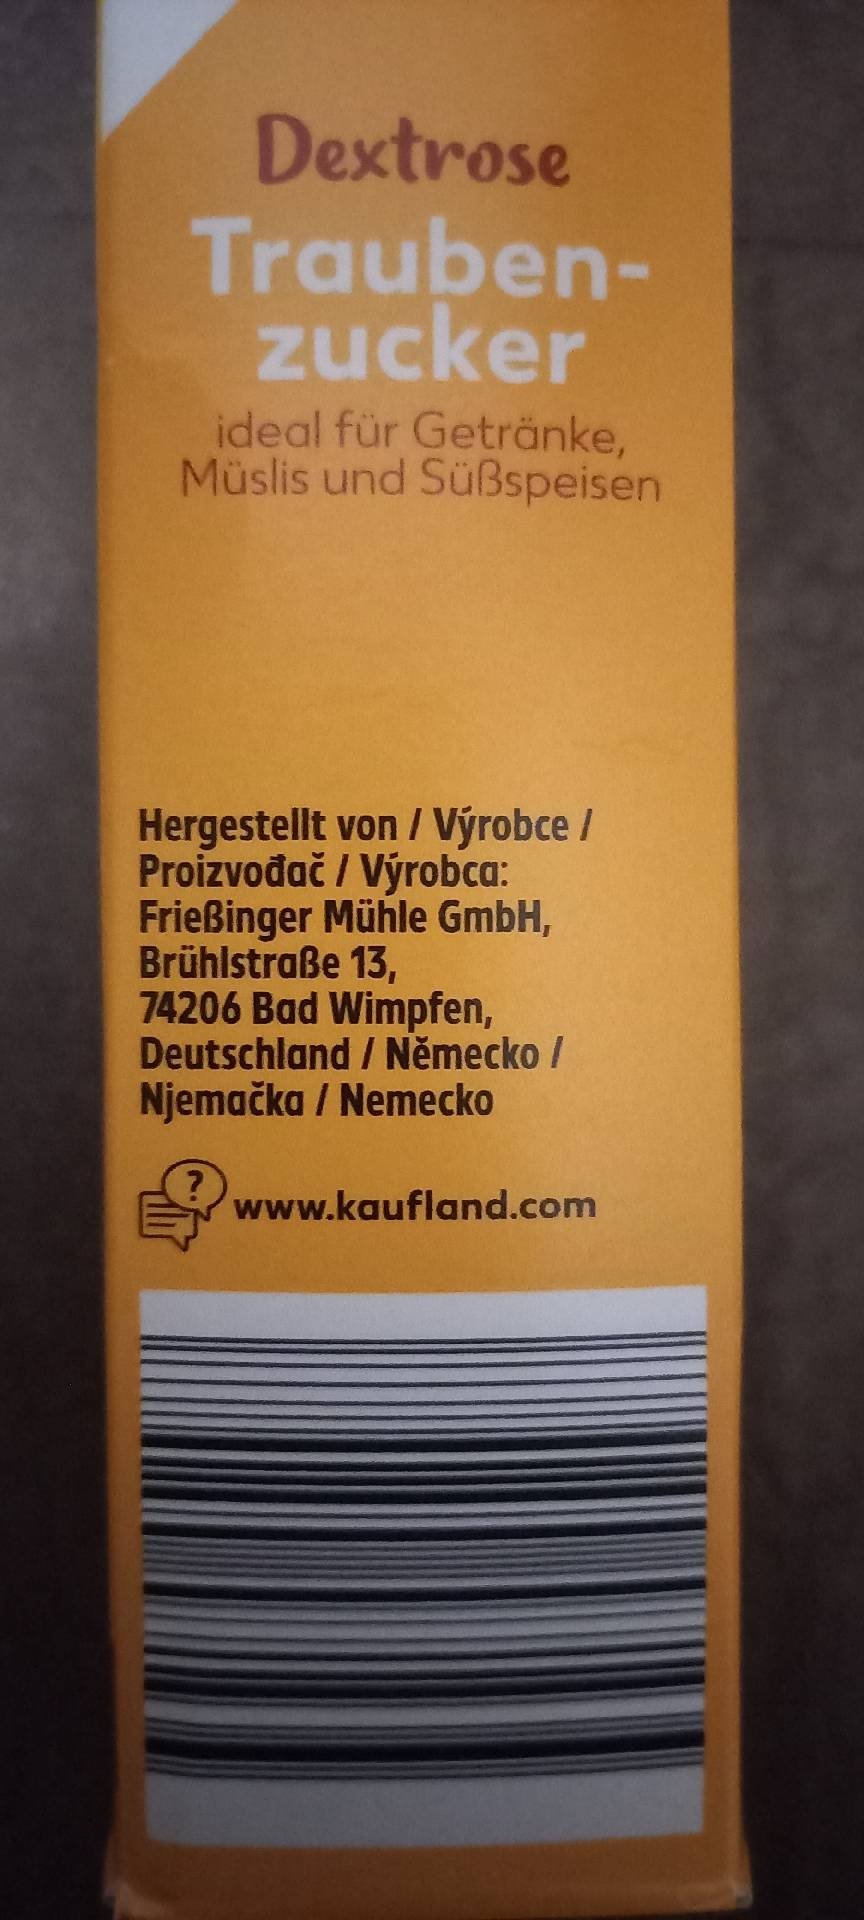 Dextrose
Trauben-
zucker
ideal für Getränke,
Müslis und Süßspeisen
Hergestellt von / Výrobce /
Proizvođač / Výrobca:
Frießinger Mühle GmbH,
Brühlstraße 13,
74206 Bad Wimpfen,
Deutschland / Německo /
Njemačka / Nemecko
?
www.kaufland.com